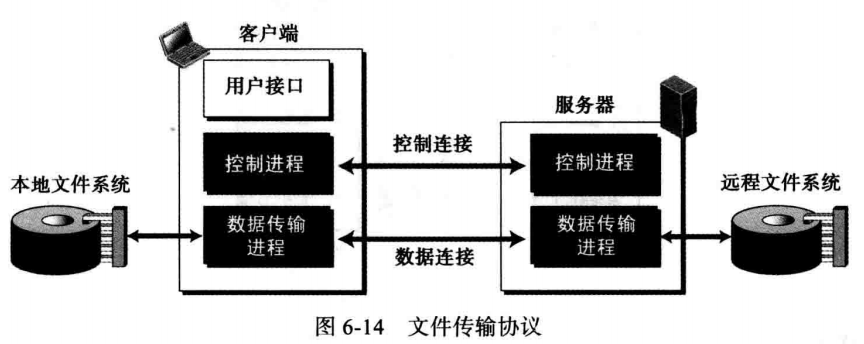 客户端
用户接口
服务器
控制进程
控制连接
控制进程
本地文件系统
远程文件系统
数据传输
进程
数据连接
数据传输
进程
图 6-14 文件传输协议